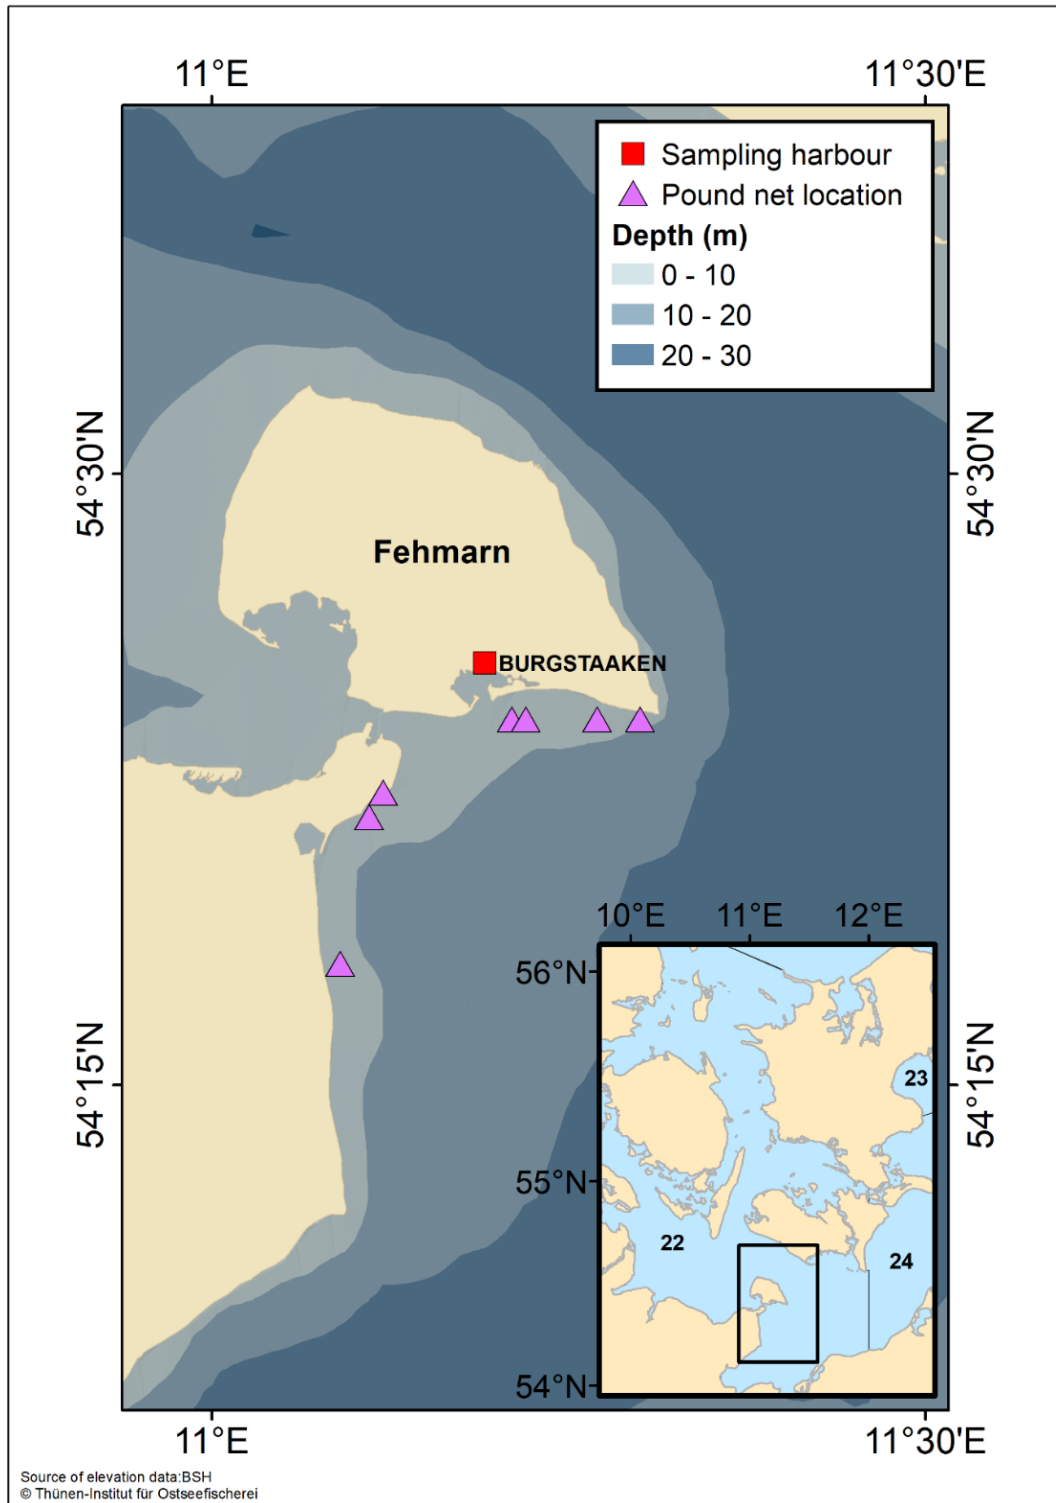 11°E
11°30'E
Sampling harbour
Pound net location
Depth (m)
0 - 10
10 - 20
20 - 30
54°30'N
54°30'N
Fehmarn
BURGSTAAKEN
10°E
11°E
12°E
56°N
23
54°15'N
54°15'N
55°N
22
24
54°N
11°E
11°30'E
Source of elevation data:BSH
© Thünen-Institut für Ostseefischerei